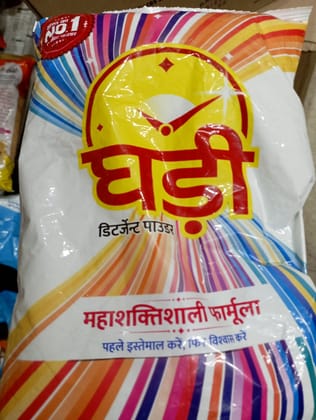 No.1
घड़ी
डिटर्जेन्ट पाउडर
महाशक्तिशाली फार्मूला
पहले इस्तेमाल करें, फिर विश्वास करें